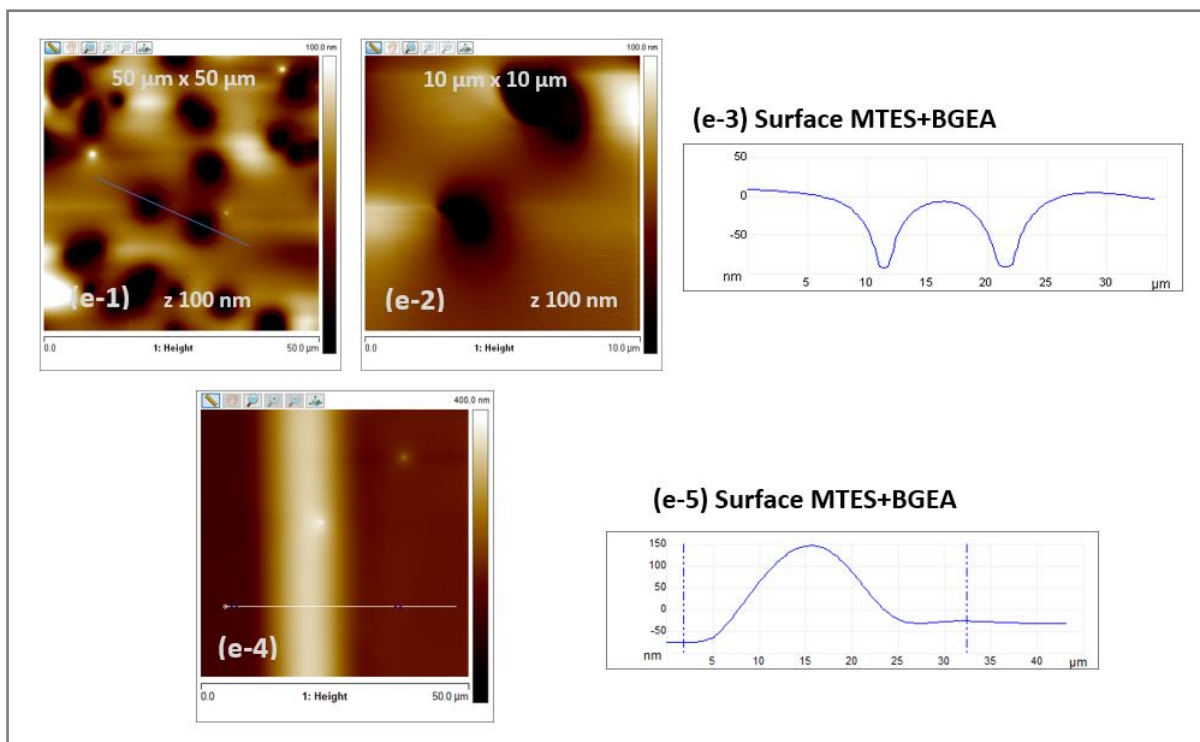 100.0 nm
50 µm x 50 µm
(e-1)
z 100 nm
0.0
1: Height
50.0 µm
100.0 nm
10 µm x 10 µm
(e-2)
z 100 nm
0.0
1: Height
10.0 µm
(e-3) Surface MTES+BGEA
50
0
-50
nm
5
10
15
20
25
30
µm
400.0 nm
(e-4)
0.0
1: Height
50.0 µm
(e-5) Surface MTES+BGEA
150
100
50
0
-50
nm
5
10
15
20
25
30
35
40
µm